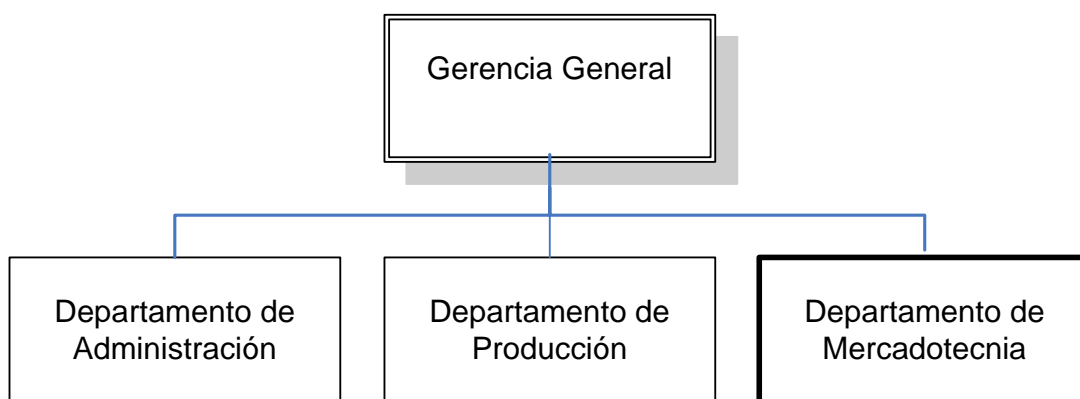 Gerencia General
Departamento de
Administración
Departamento de
Producción
Departamento de
Mercadotecnia